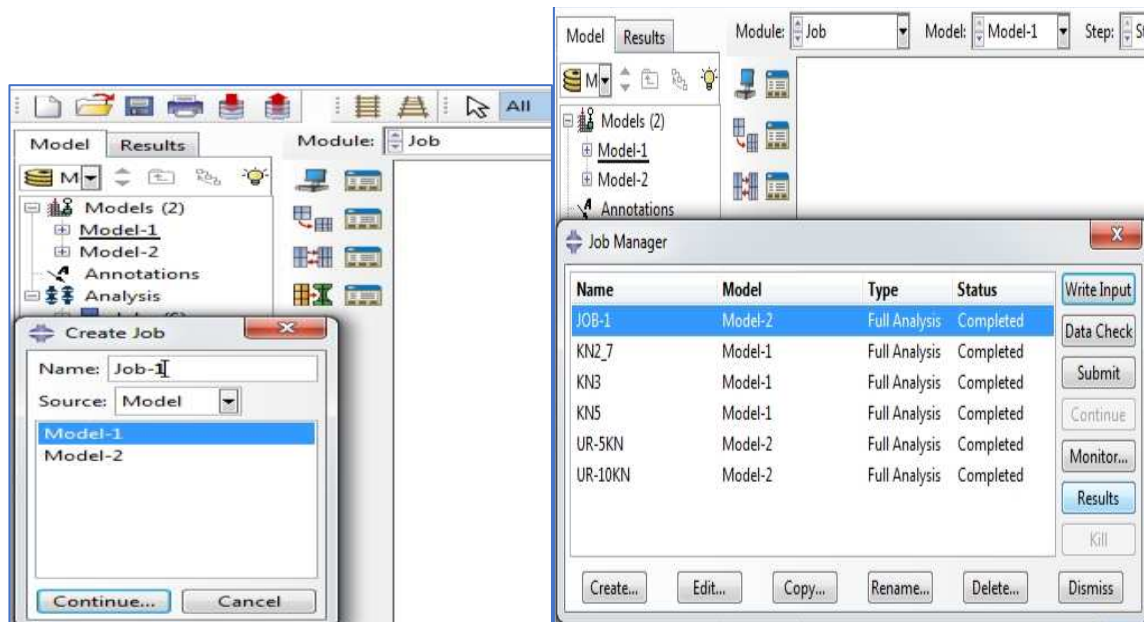 All
Model Results Module: Job
M
Models (2)
Model-1
Model-2
Annotations
Analysis
Create Job
Name: Job-1
Source: Model
Model-1
Model-2
Continue... Cancel
Model Results Module: Job Model: Model-1 Step:
M
Models (2)
Model-1
Model-2
Annotations
Job Manager
Name Model Type Status Write Input
JOB-1 Model-2 Full Analysis Completed Data Check
KN2_7 Model-1 Full Analysis Completed
KN3 Model-1 Full Analysis Completed Submit
KN5 Model-1 Full Analysis Completed Continue
UR-5KN Model-2 Full Analysis Completed Monitor...
UR-10KN Model-2 Full Analysis Completed
Results
Kill
Create... Edit... Copy... Rename... Delete... Dismiss